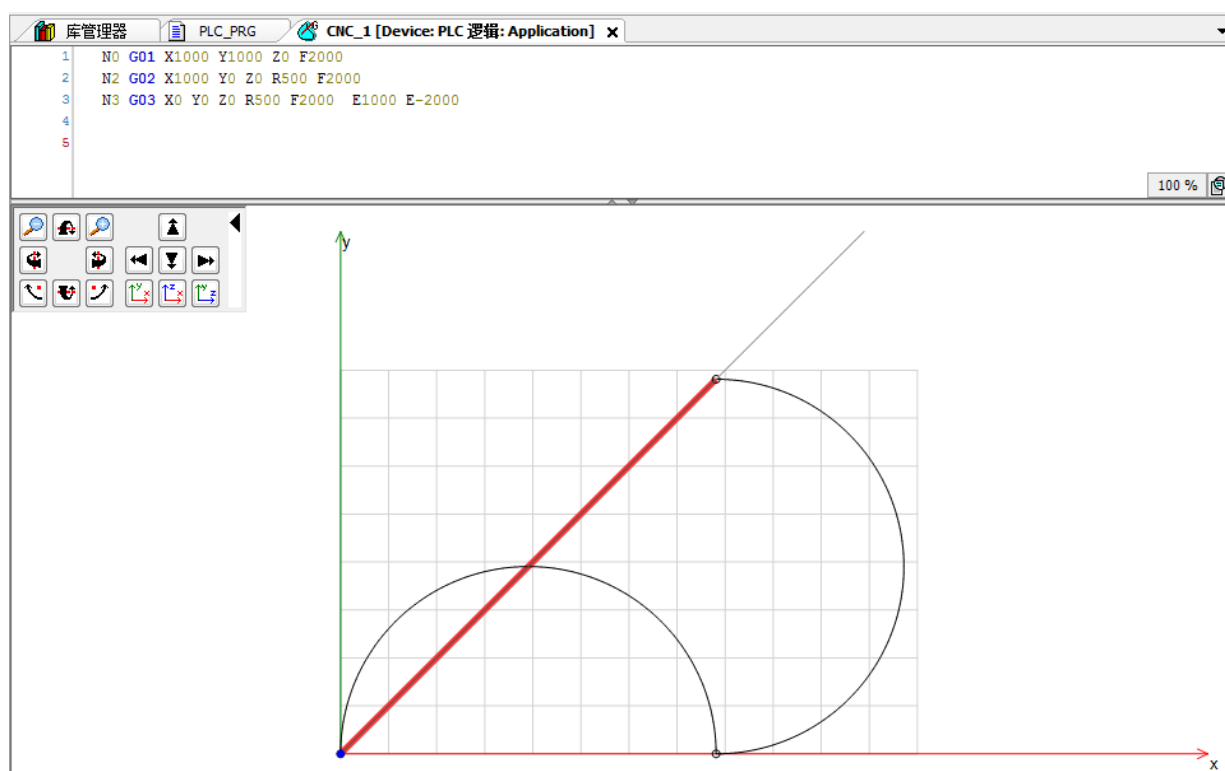 库管理器 PLC_PRG CNC_1 [Device: PLC 逻辑: Application]
1 N0 G01 X1000 Y1000 Z0 F2000
2 N2 G02 X1000 Y0 Z0 R500 F2000
3 N3 G03 X0 Y0 Z0 R500 F2000 E1000 E-2000
4
5
100 %
y
x